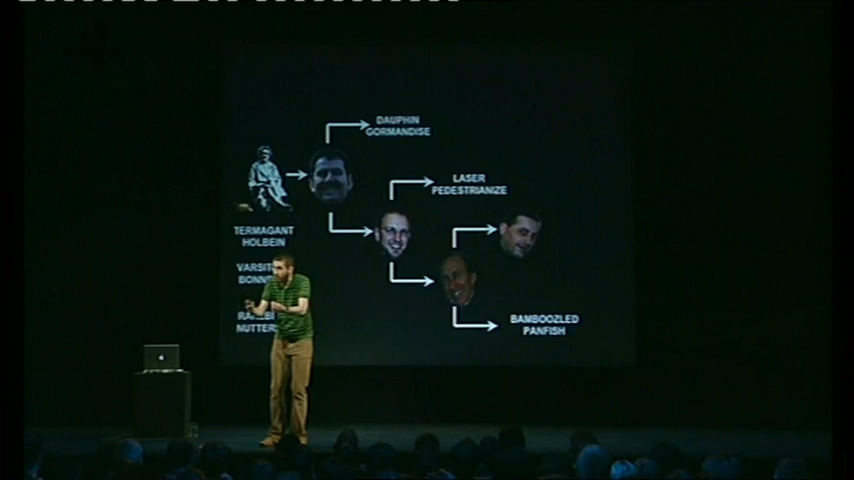 DAUPHIN
GORMANDISE
LASER
PEDESTRIANIZE
TERMAGANT
HOLBEIN
BAMBOOZLED
PANFISH